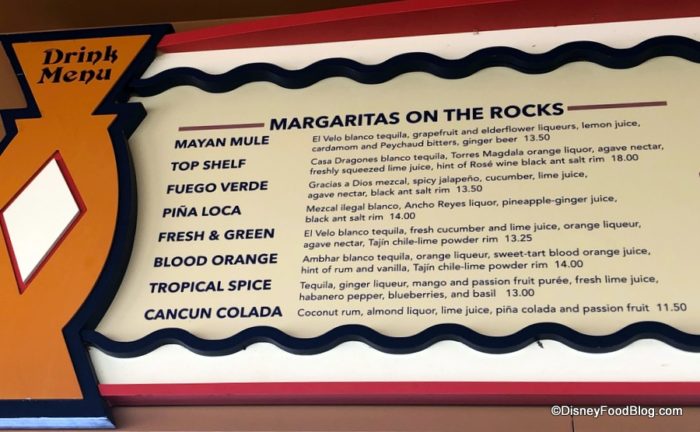 Drink
Menu
MARGARITAS ON THE ROCKS
MAYAN MULE
El Velo blanco tequila, grapefruit and elderflower liqueurs, lemon juice,
cardamom and Peychaud bitters, ginger beer 13.50
TOP SHELF
Casa Dragones blanco tequila, Torres Magdala orange liquor, agave nectar,
freshly squeezed lime juice, hint of Rosé wine black ant salt rim 18.00
FUEGO VERDE
Gracias a Dios mezcal, spicy jalapeño, cucumber, lime juice,
agave nectar, black ant salt rim 13.50
PIÑA LOCA
Mezcal ilegal blanco, Ancho Reyes liquor, pineapple-ginger juice,
black ant salt rim 14.00
FRESH & GREEN
El Velo blanco tequila, fresh cucumber and lime juice, orange liqueur,
agave nectar, Tajín chile-lime powder rim 13.25
BLOOD ORANGE
Ambhar blanco tequila, orange liqueur, sweet-tart blood orange juice,
hint of rum and vanilla, Tajín chile-lime powder rim 14.00
TROPICAL SPICE
Tequila, ginger liqueur, mango and passion fruit purée, fresh lime juice,
habanero pepper, blueberries, and basil 13.00
CANCUN COLADA
Coconut rum, almond liquor, lime juice, piña colada and passion fruit 11.50
©DisneyFoodBlog.com